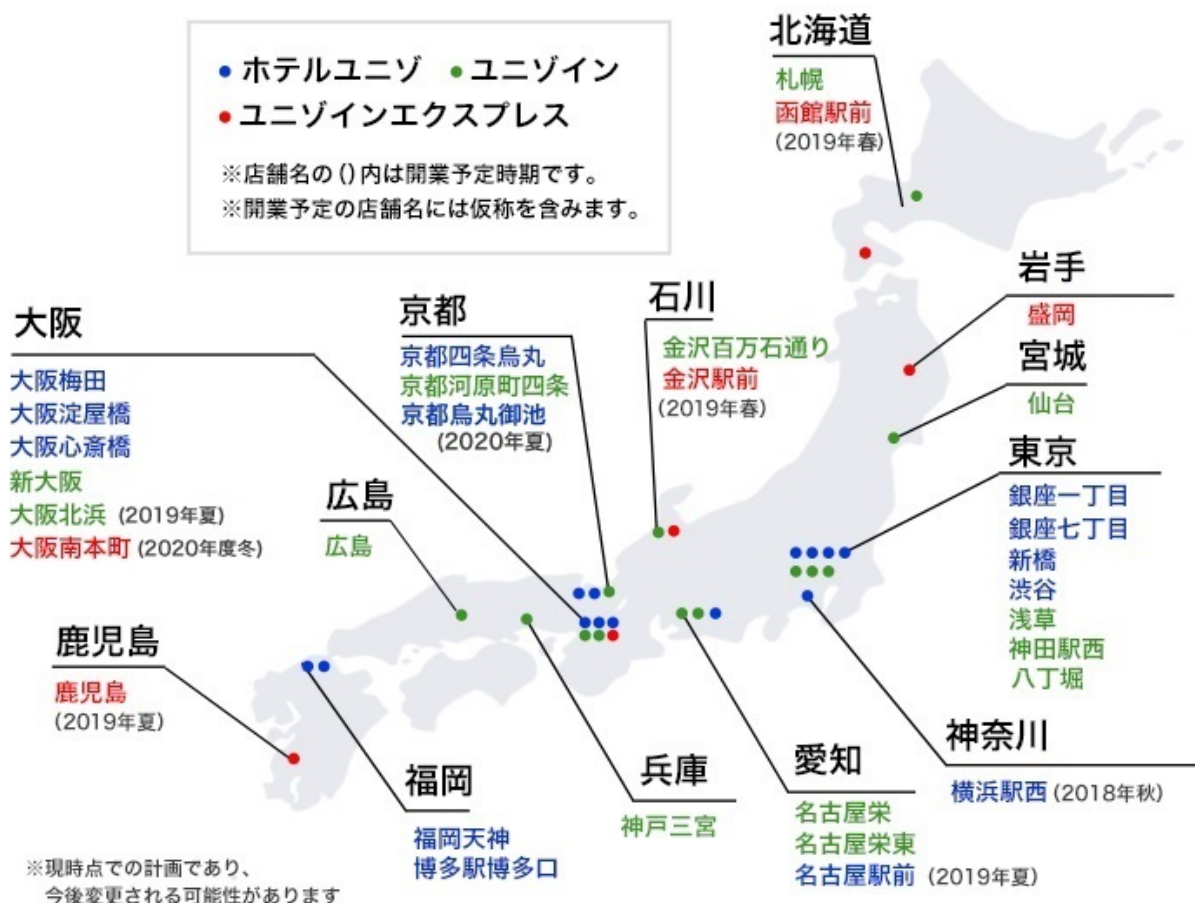 ●ホテルユニゾ ●ユニゾイン
●ユニゾインエクスプレス
※店舗名の()内は開業予定時期です。
※開業予定の店舗名には仮称を含みます。
北海道
札幌
函館駅前
(2019年春)
岩手
盛岡
宮城
仙台
東京
銀座一丁目
銀座七丁目
新橋
渋谷
浅草
神田駅西
八丁堀
神奈川
横浜駅西 (2018年秋)
石川
金沢百万石通り
金沢駅前
(2019年春)
京都
京都四条烏丸
京都河原町四条
京都烏丸御池
(2020年夏)
大阪
大阪梅田
大阪淀屋橋
大阪心斎橋
新大阪
大阪北浜 (2019年夏)
大阪南本町 (2020年度冬)
広島
広島
鹿児島
鹿児島
(2019年夏)
福岡
福岡天神
博多駅博多口
兵庫
神戸三宮
愛知
名古屋栄
名古屋栄東
名古屋駅前 (2019年夏)
※現時点での計画であり、
今後変更される可能性があります